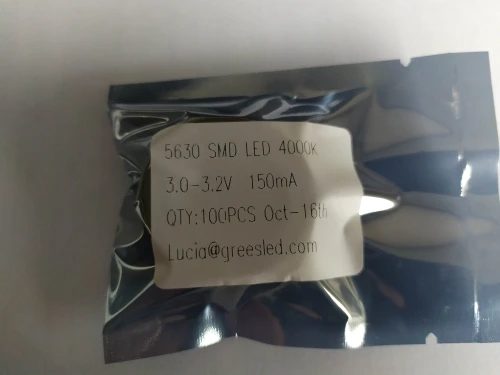 5630 SMD LED 4000k
3.0-3.2V 150mA
QTY:100PCS Oct-16th
Lucia@greesled.com